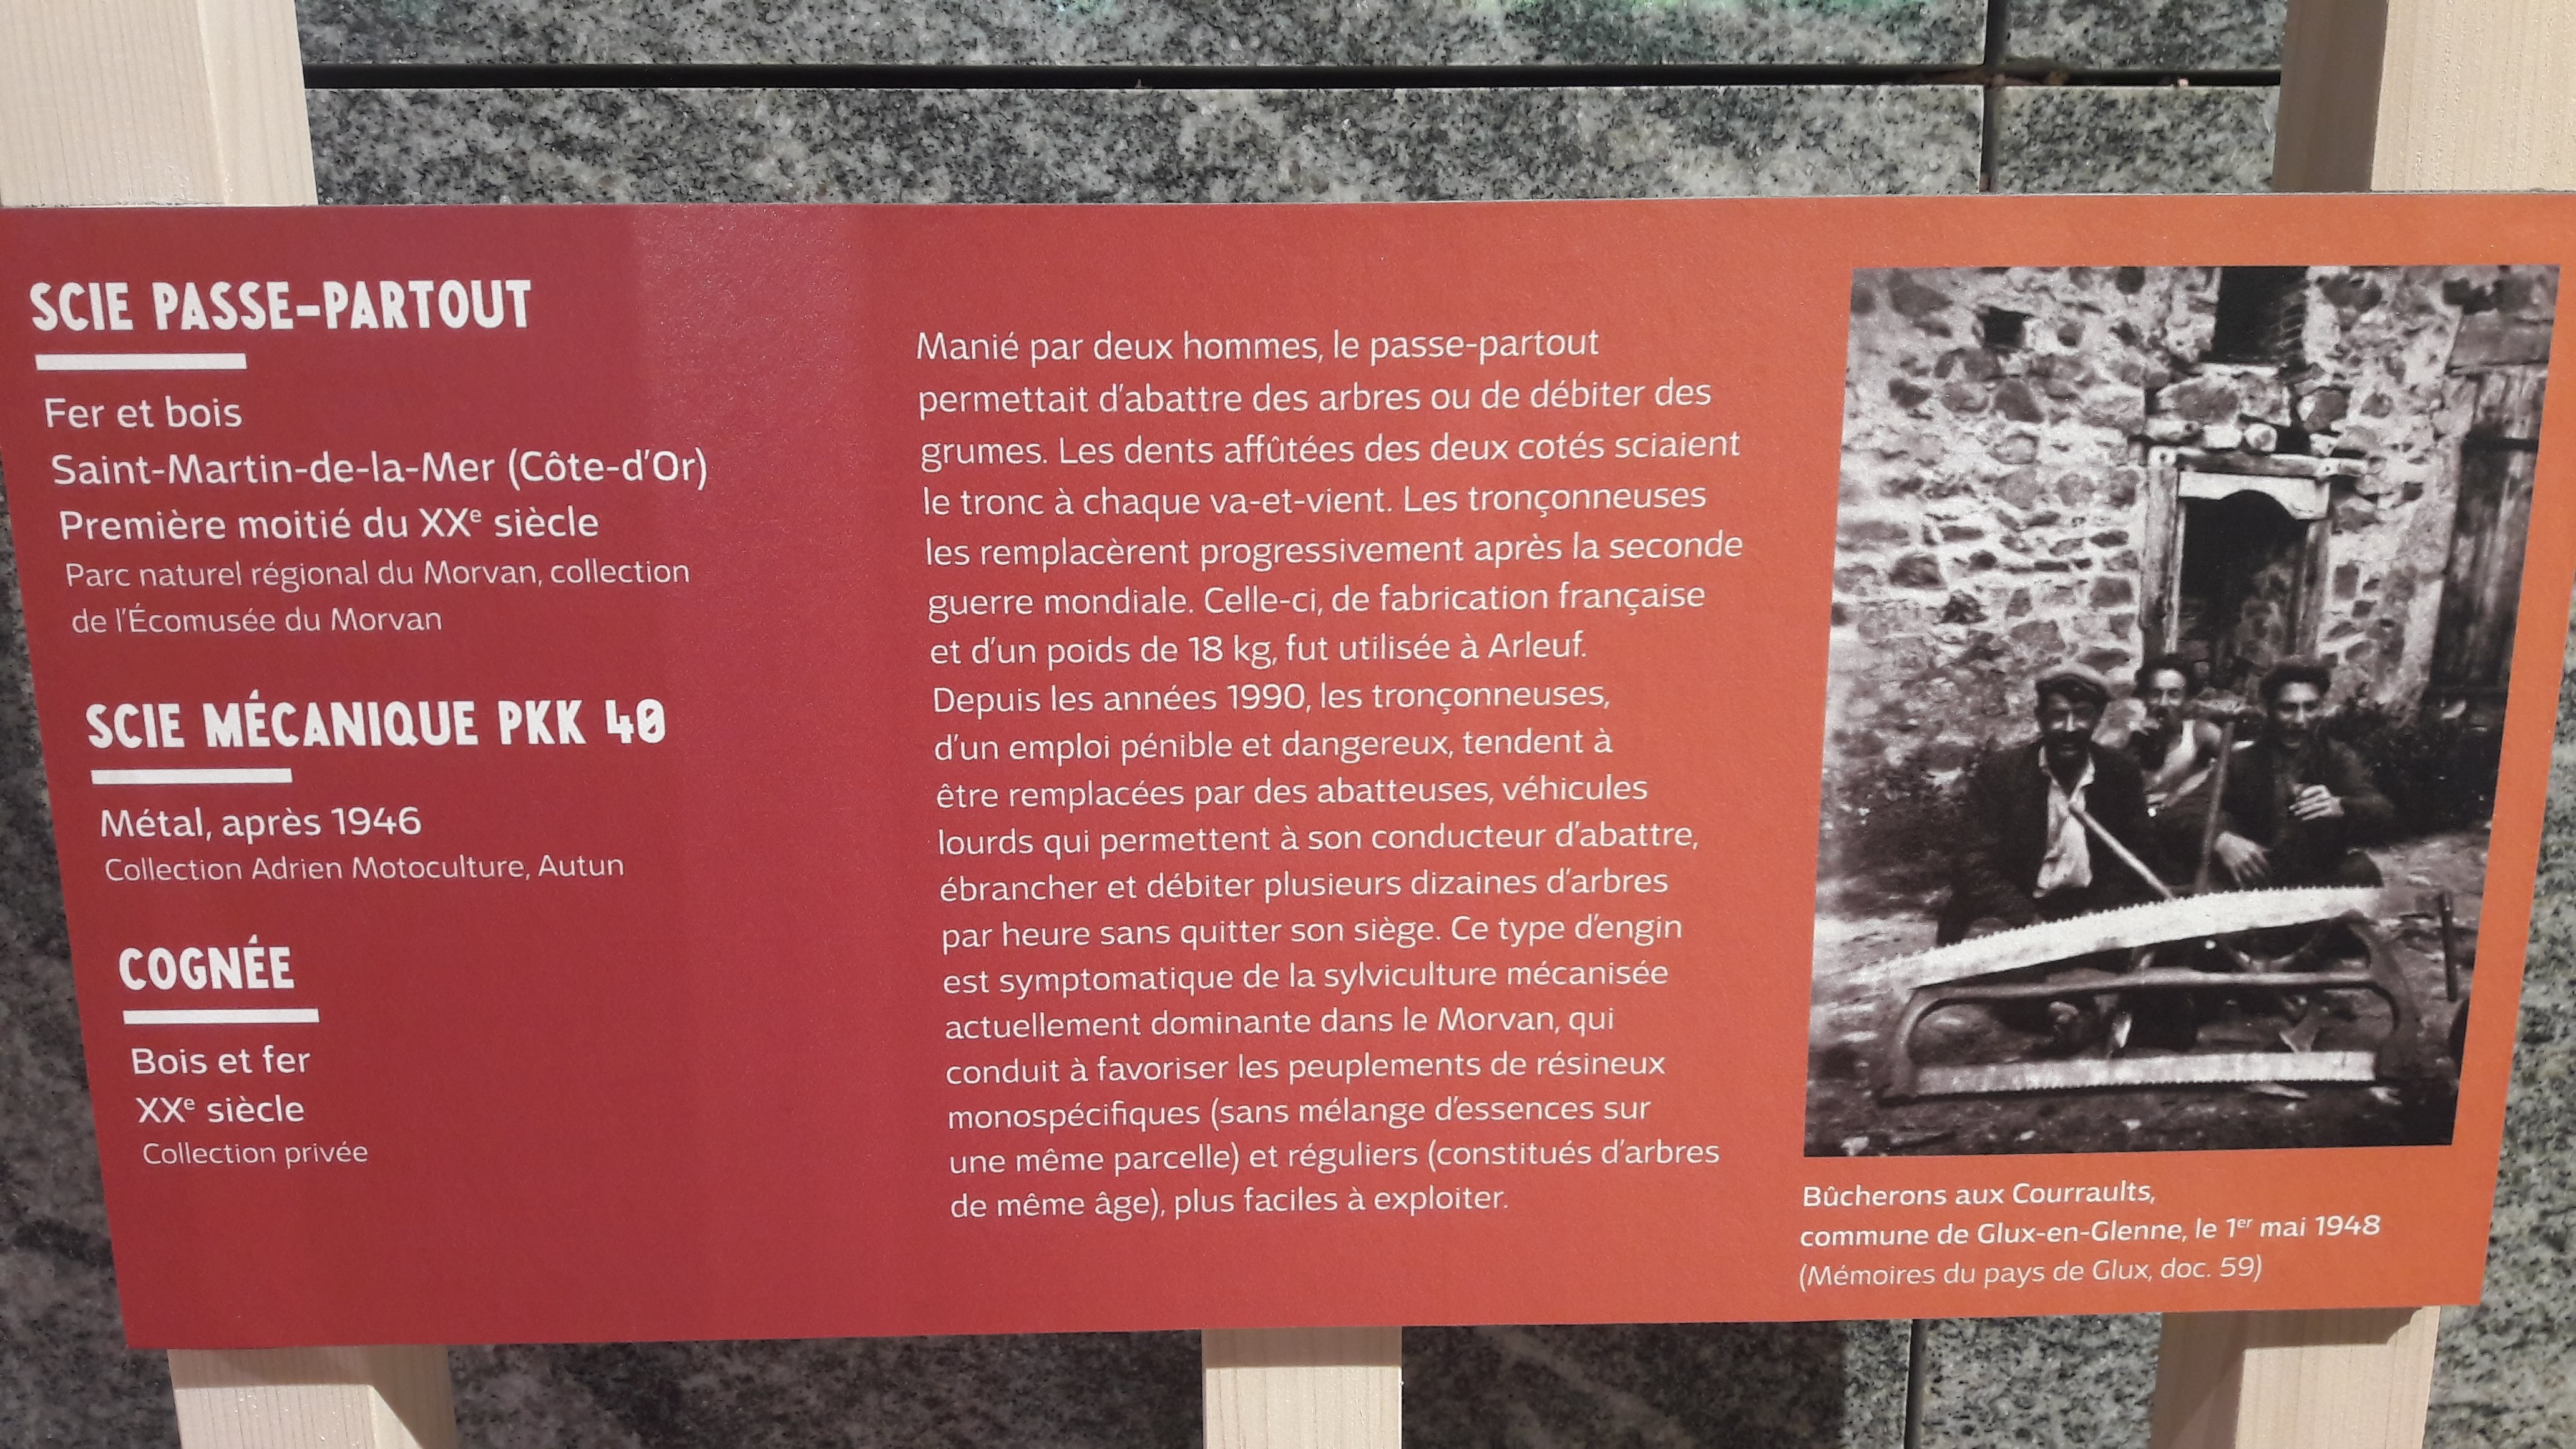 SCIE PASSE-PARTOUT
Fer et bois
Saint-Martin-de-la-Mer (Côte-d'Or)
Première moitié du XXe siècle
Parc naturel régional du Morvan, collection
de l'Écomusée du Morvan
SCIE MÉCANIQUE PKK 40
Métal, après 1946
Collection Adrien Motoculture, Autun
COGNÉE
Bois et fer
XXe siècle
Collection privée
Manié par deux hommes, le passe-partout
permettait d'abattre des arbres ou de débiter des
grumes. Les dents affûtées des deux cotés sciaient
le tronc à chaque va-et-vient. Les tronçonneuses
les remplacèrent progressivement après la seconde
guerre mondiale. Celle-ci, de fabrication française
et d'un poids de 18 kg, fut utilisée à Arleuf.
Depuis les années 1990, les tronçonneuses,
d'un emploi pénible et dangereux, tendent à
être remplacées par des abatteuses, véhicules
lourds qui permettent à son conducteur d'abattre,
ébrancher et débiter plusieurs dizaines d'arbres
par heure sans quitter son siège. Ce type d'engin
est symptomatique de la sylviculture mécanisée
actuellement dominante dans le Morvan, qui
conduit à favoriser les peuplements de résineux
monospécifiques (sans mélange d'essences sur
une même parcelle) et réguliers (constitués d'arbres
de même âge), plus faciles à exploiter.
Bûcherons aux Courraults,
commune de Glux-en-Glenne, le 1er mai 1948
(Mémoires du pays de Glux, doc. 59)